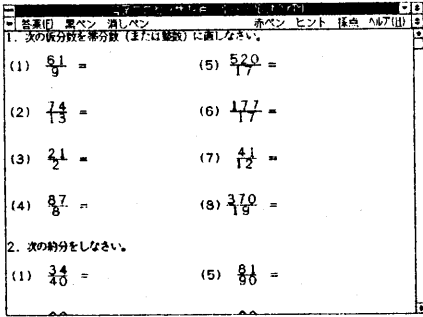 答案(F) 黒ペン 消しペン 赤ペン ヒント 採点 ヘルプ(H)
1. 次の仮分数を帯分数（または整数）に直しなさい。
(1) 61/9 = (5) 520/17 =
(2) 74/13 = (6) 177/17 =
(3) 21/2 = (7) 41/12 =
(4) 87/8 = (8) 370/19 =
2. 次の約分をしなさい。
(1) 34/40 = (5) 81/90 =